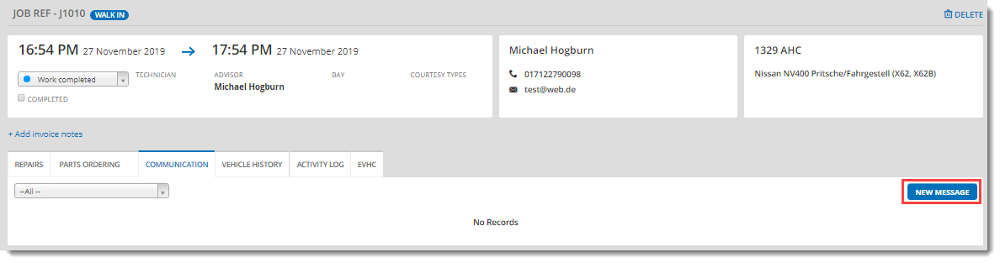 JOB REF - J1010 WALK IN DELETE
16:54 PM 27 November 2019 17:54 PM 27 November 2019
Work completed TECHNICIAN ADVISOR BAY COURTESY TYPES
Michael Hogburn
COMPLETED
Michael Hogburn
017122790098
test@web.de
1329 AHC
Nissan NV400 Pritsche/Fahrgestell (X62, X62B)
+ Add invoice notes
REPAIRS PARTS ORDERING COMMUNICATION VEHICLE HISTORY ACTIVITY LOG EVHC
--All -- NEW MESSAGE
No Records